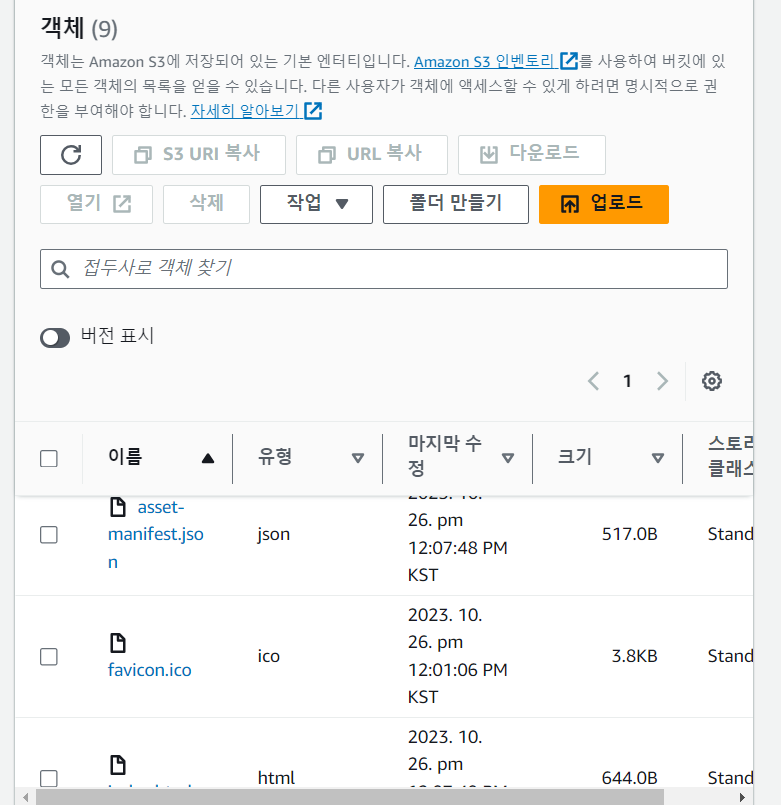 객체 (9)
객체는 Amazon S3에 저장되어 있는 기본 엔터티입니다. Amazon S3 인벤토리 를 사용하여 버킷에 있
는 모든 객체의 목록을 얻을 수 있습니다. 다른 사용자가 객체에 액세스할 수 있게 하려면 명시적으로 권
한을 부여해야 합니다. 자세히 알아보기
S3 URI 복사 URL 복사 다운로드
열기 삭제 작업 폴더 만들기 업로드
접두사로 객체 찾기
버전 표시
1
이름 유형 마지막 수 크기 스토리
정 클래스
2023. 10.
asset- 26. pm
manifest.jso json 12:07:48 PM 517.0B Stand
n KST
2023. 10.
26. pm
favicon.ico ico 12:01:06 PM 3.8KB Stand
KST
2023. 10.
26. pm
html 644.0B Stand